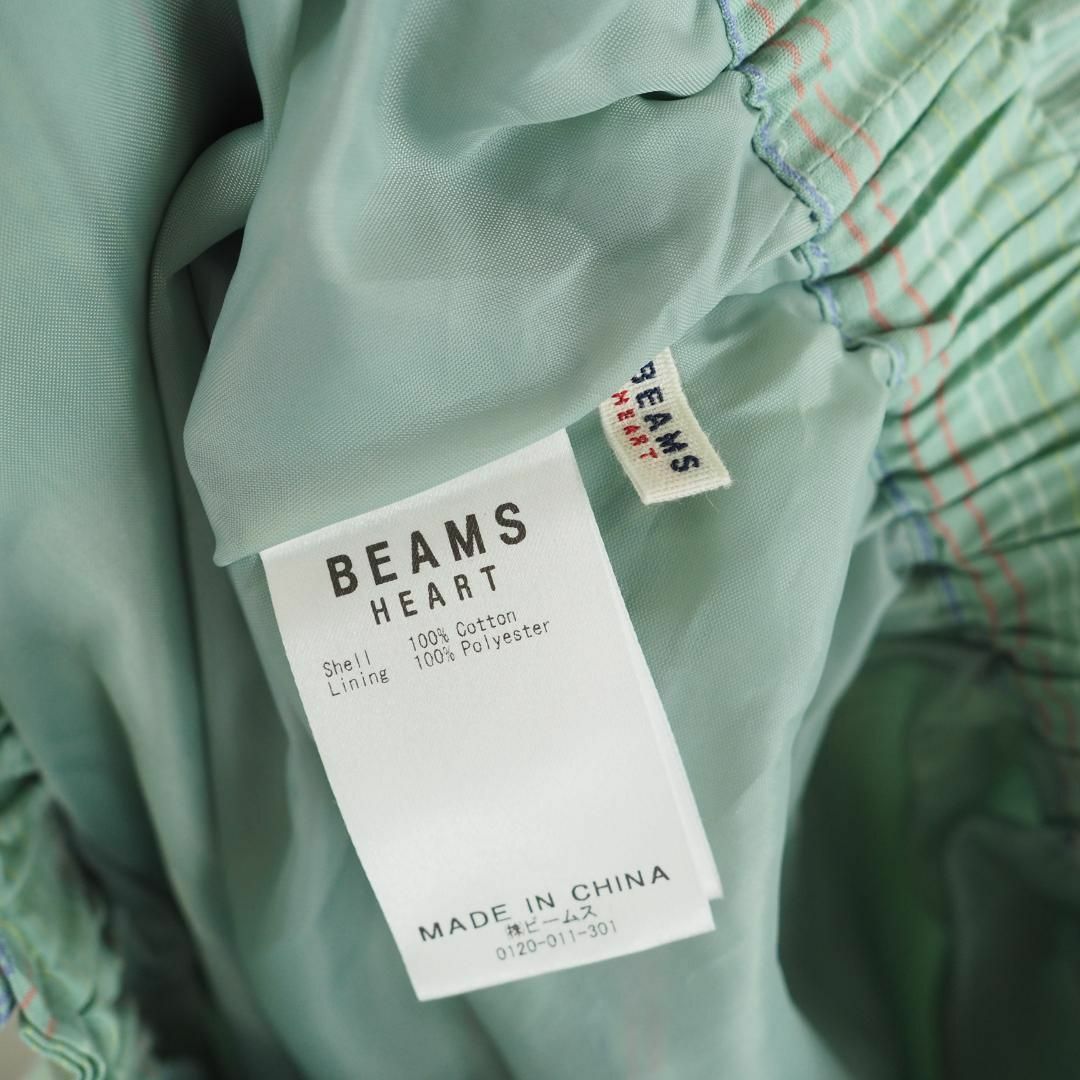 BEAMS
HEART
BEAMS
HEART
Shell 100% Cotton
Lining 100% Polyester
MADE IN CHINA
㈱ビームス
0120-011-301